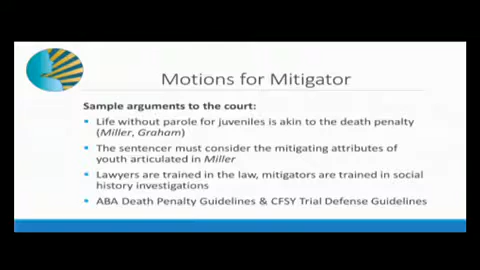 Motions for Mitigator
Sample arguments to the court:
▪ Life without parole for juveniles is akin to the death penalty
(Miller, Graham)
▪ The sentencer must consider the mitigating attributes of
youth articulated in Miller
▪ Lawyers are trained in the law, mitigators are trained in social
history investigations
▪ ABA Death Penalty Guidelines & CFSY Trial Defense Guidelines